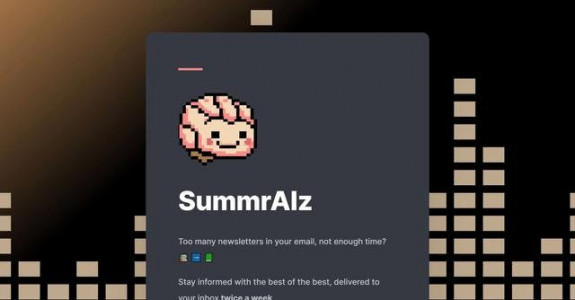 SummrAIz
Too many newsletters in your email, not enough time?
Stay informed with the best of the best, delivered to
your inbox twice a week